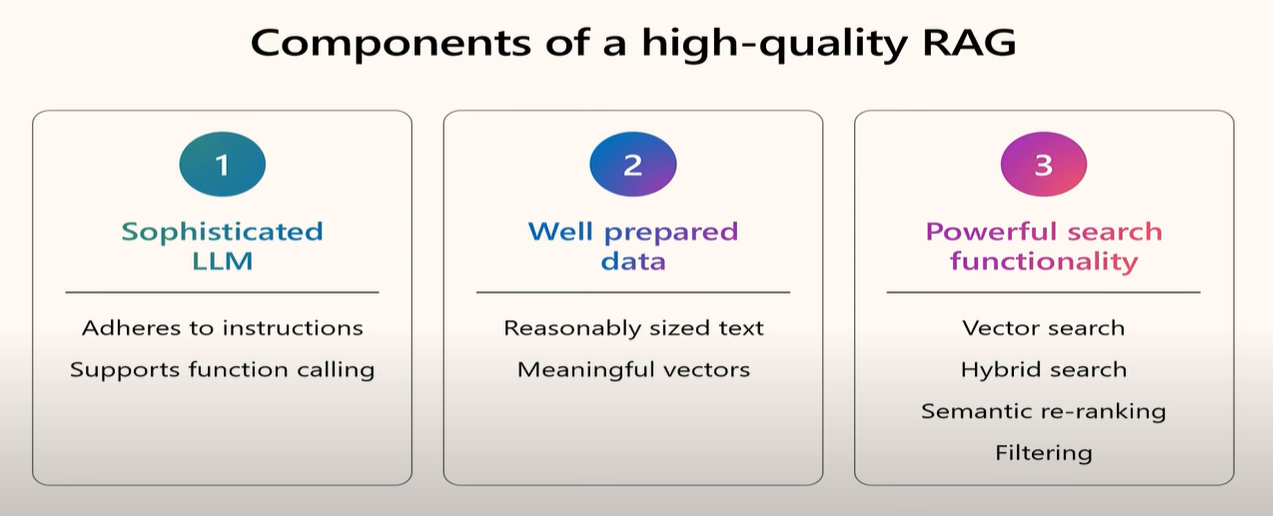 Components of a high-quality RAG
1
Sophisticated
LLM
Adheres to instructions
Supports function calling
2
Well prepared
data
Reasonably sized text
Meaningful vectors
3
Powerful search
functionality
Vector search
Hybrid search
Semantic re-ranking
Filtering